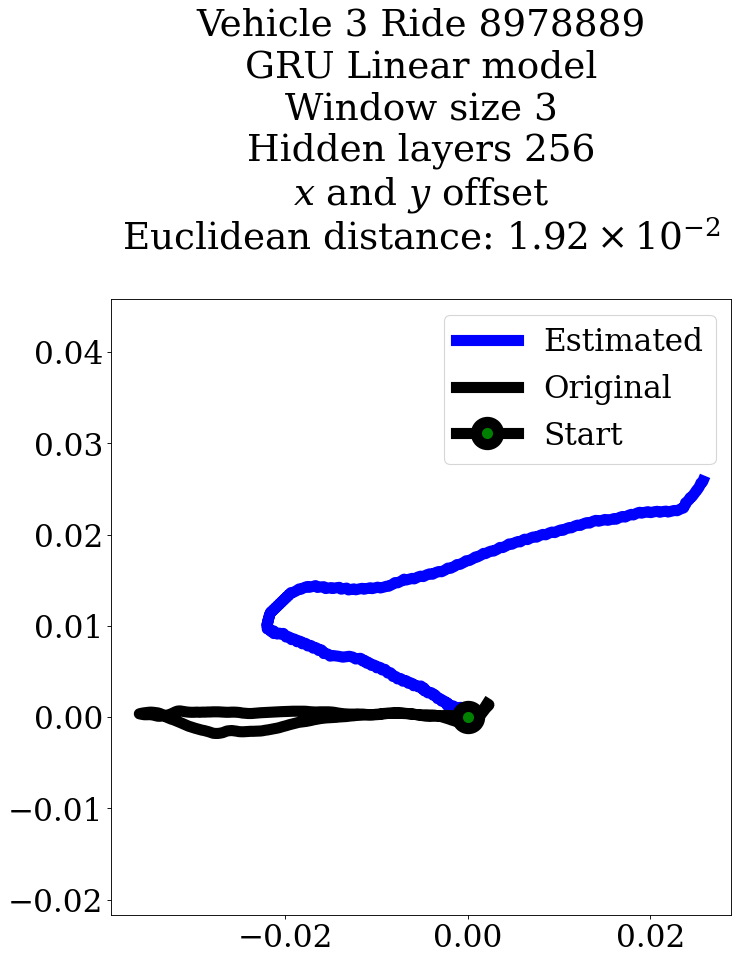 Vehicle 3 Ride 8978889
GRU Linear model
Window size 3
Hidden layers 256
x and y offset
Euclidean distance: 1.92 × 10⁻²
Estimated
Original
Start
0.04
0.03
0.02
0.01
0.00
−0.01
−0.02
−0.02 0.00 0.02